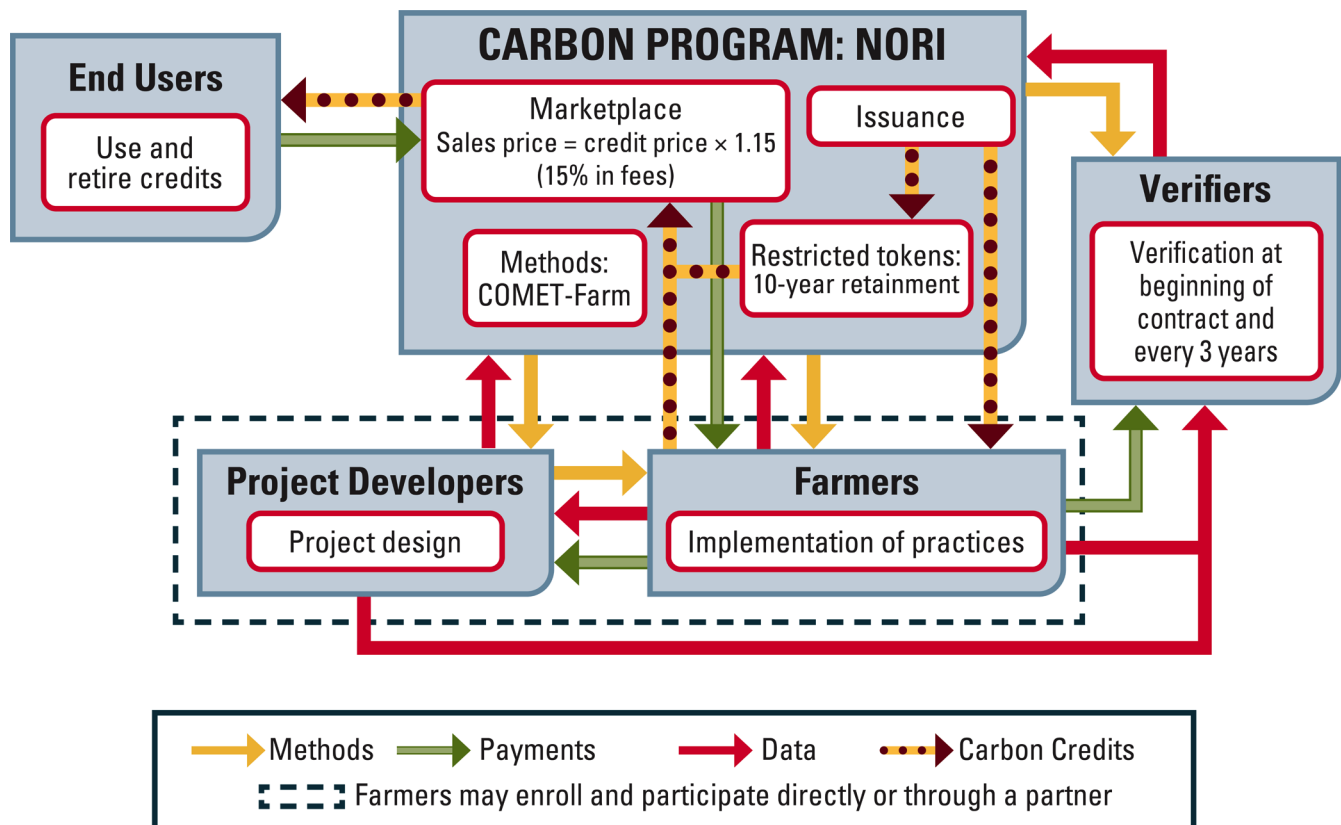 CARBON PROGRAM: NORI
End Users
Use and
retire credits
Marketplace
Sales price = credit price × 1.15
(15% in fees)
Issuance
Methods:
COMET-Farm
Restricted tokens:
10-year retainment
Verifiers
Verification at
beginning of
contract and
every 3 years
Project Developers
Project design
Farmers
Implementation of practices
Methods
Payments
Data
Carbon Credits
Farmers may enroll and participate directly or through a partner